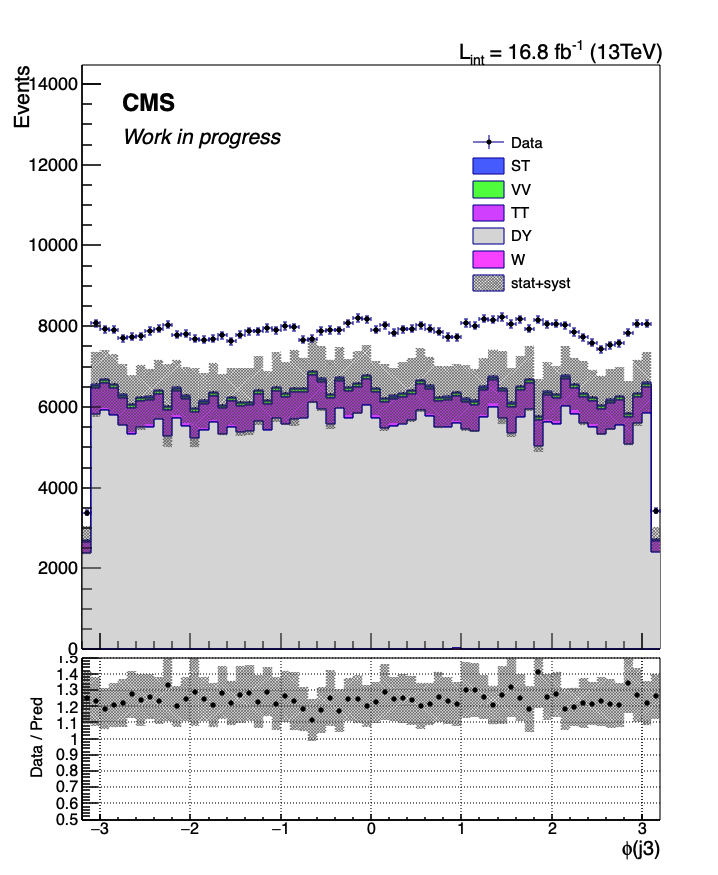 L_int = 16.8 fb⁻¹ (13TeV)
Events
14000
12000
10000
8000
6000
4000
2000
0
CMS
Work in progress
Data
ST
VV
TT
DY
W
stat+syst
Data / Pred
1.5
1.4
1.3
1.2
1.1
1
0.9
0.8
0.7
0.6
0.5
−3 −2 −1 0 1 2 3
ϕ(j3)